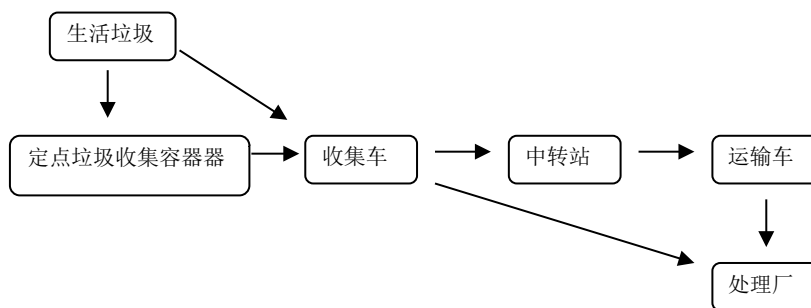 生活垃圾
定点垃圾收集容器器
收集车
中转站
运输车
处理厂